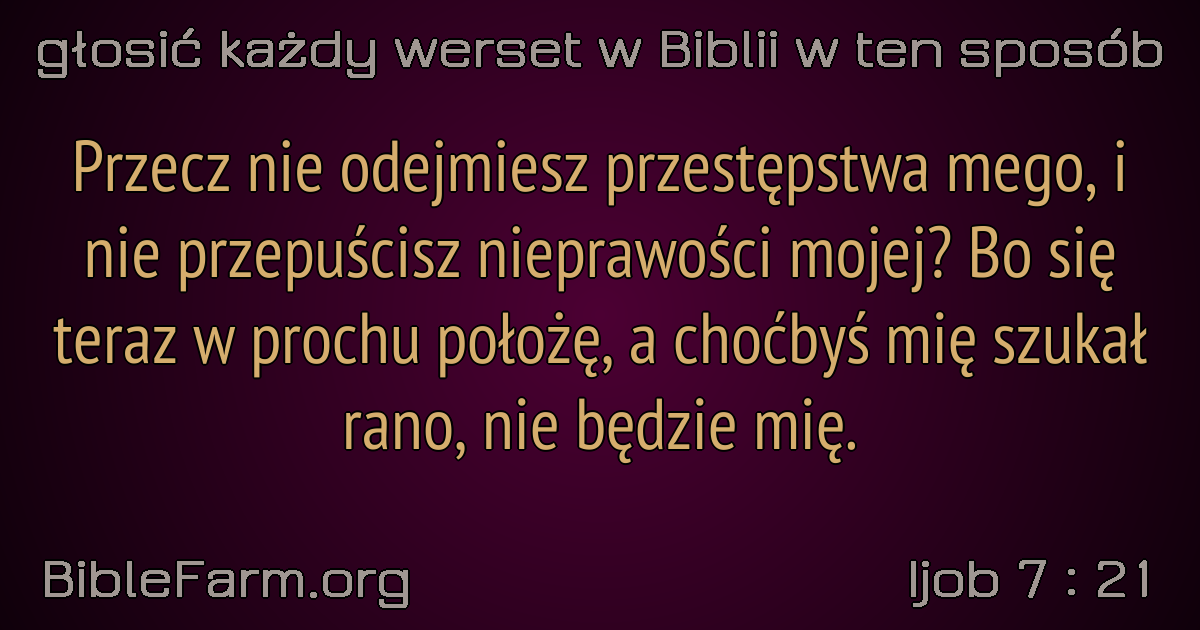 głosić każdy werset w Biblii w ten sposób
Przecz nie odejmiesz przestępstwa mego, i
nie przepuścisz nieprawości mojej? Bo się
teraz w prochu położę, a choćbyś mię szukał
rano, nie będzie mię.
BibleFarm.org
Ijob 7 : 21